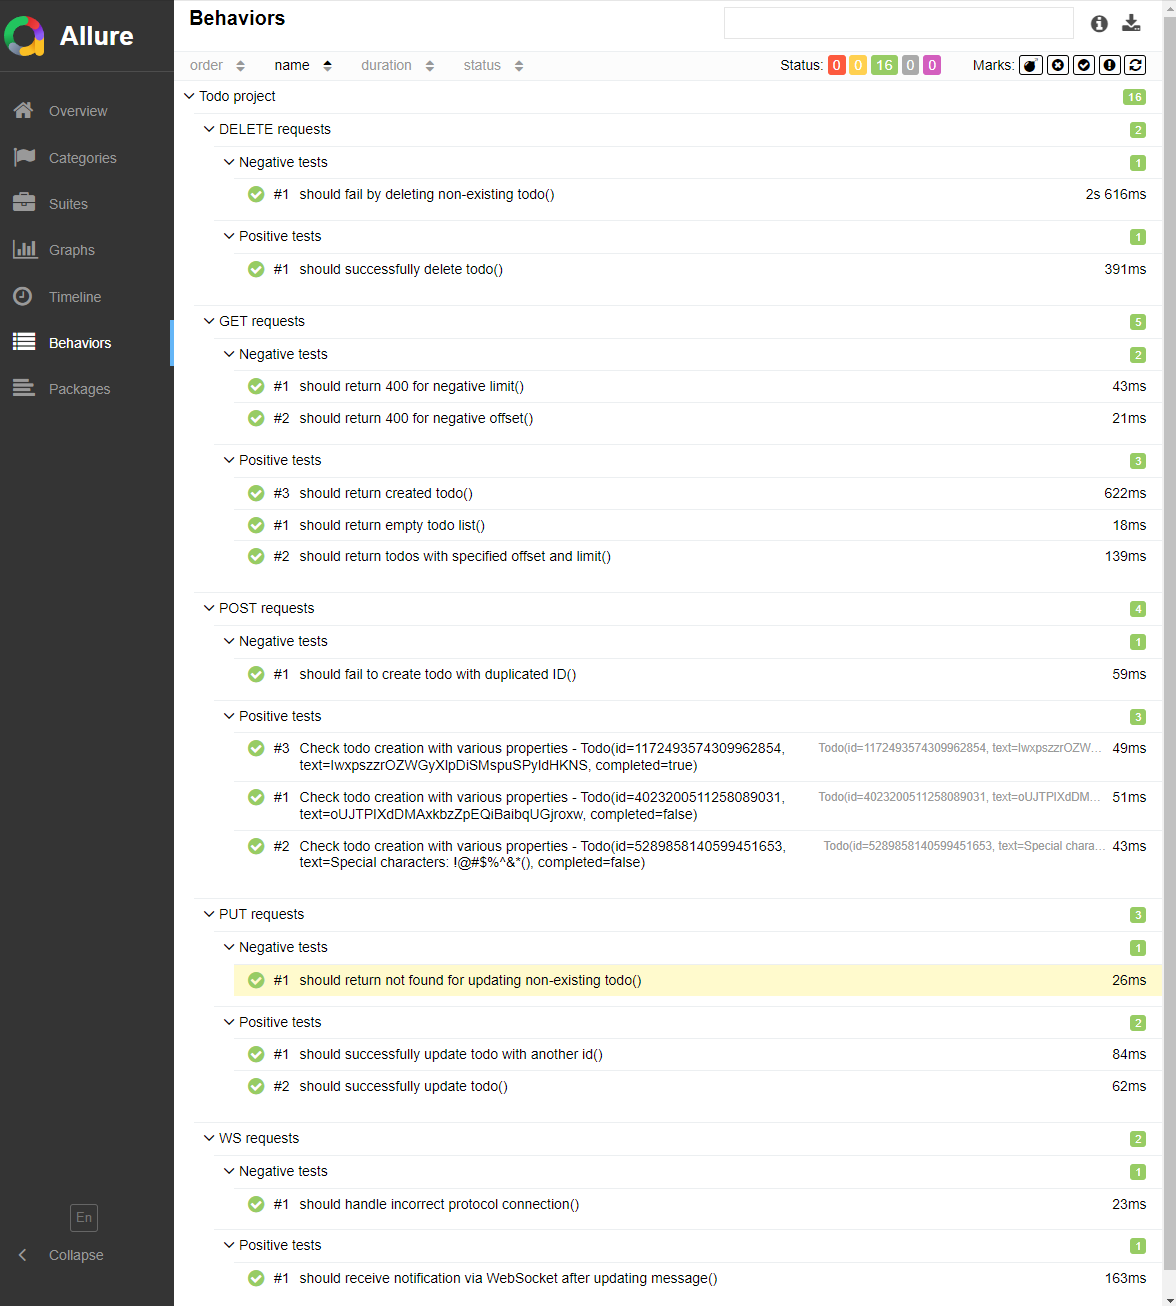 Allure
Overview
Categories
Suites
Graphs
Timeline
Behaviors
Packages
En
Collapse
Behaviors
order name duration status
Status: 0 0 16 0 0 Marks:
Todo project 16
DELETE requests 2
Negative tests 1
#1 should fail by deleting non-existing todo() 2s 616ms
Positive tests 1
#1 should successfully delete todo() 391ms
GET requests 5
Negative tests 2
#1 should return 400 for negative limit() 43ms
#2 should return 400 for negative offset() 21ms
Positive tests 3
#3 should return created todo() 622ms
#1 should return empty todo list() 18ms
#2 should return todos with specified offset and limit() 139ms
POST requests 4
Negative tests 1
#1 should fail to create todo with duplicated ID() 59ms
Positive tests 3
#3 Check todo creation with various properties - Todo(id=1172493574309962854, Todo(id=1172493574309962854, text=IwxpszzrOZW... 49ms
text=IwxpszzrOZWGyXlpDiSMspuSPyldHKNS, completed=true)
#1 Check todo creation with various properties - Todo(id=4023200511258089031, Todo(id=4023200511258089031, text=oUJTPIXdDM... 51ms
text=oUJTPIXdDMAxkbzZpEQiBaibqUGjroxw, completed=false)
#2 Check todo creation with various properties - Todo(id=5289858140599451653, Todo(id=5289858140599451653, text=Special chara... 43ms
text=Special characters: !@#$%^&*(), completed=false)
PUT requests 3
Negative tests 1
#1 should return not found for updating non-existing todo() 26ms
Positive tests 2
#1 should successfully update todo with another id() 84ms
#2 should successfully update todo() 62ms
WS requests 2
Negative tests 1
#1 should handle incorrect protocol connection() 23ms
Positive tests 1
#1 should receive notification via WebSocket after updating message() 163ms